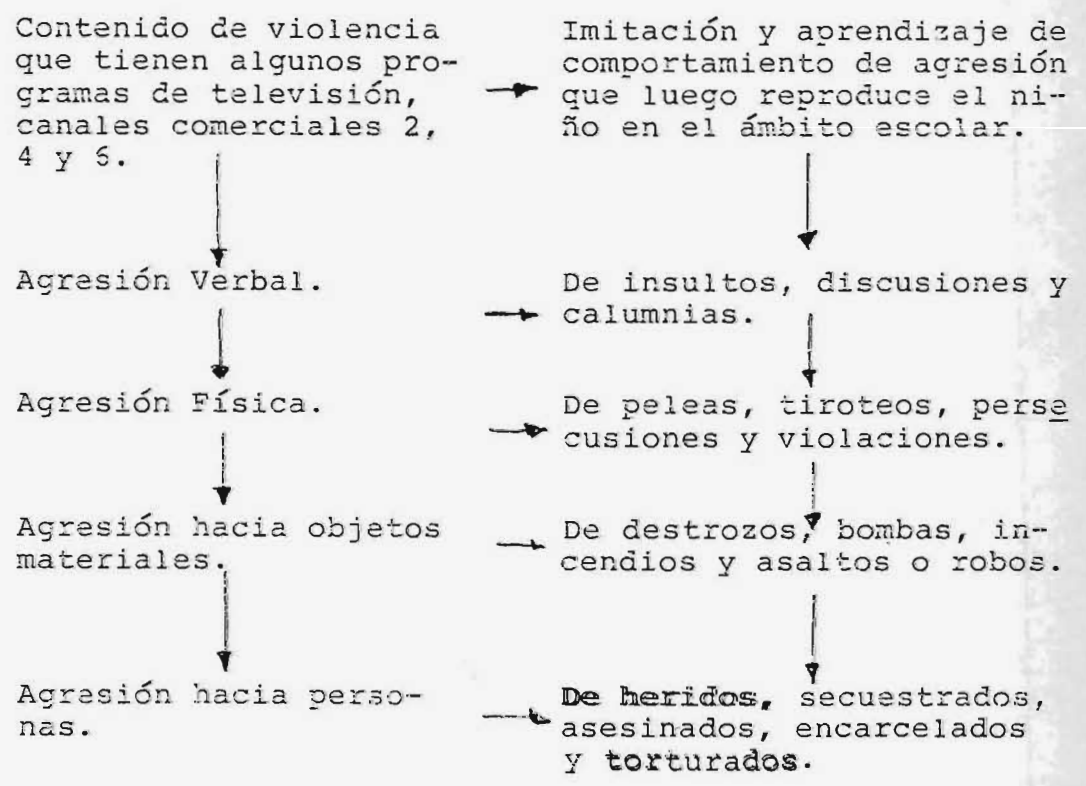 Contenido de violencia
que tienen algunos pro-
gramas de televisión,
canales comerciales 2,
4 y 6.
Imitación y aprendizaje de
comportamiento de agresión
que luego reproduce el ni-
ño en el ámbito escolar.
Agresión Verbal.
De insultos, discusiones y
calumnias.
Agresión Física.
De peleas, tiroteos, perse
cusiones y violaciones.
Agresión hacia objetos
materiales.
De destrozos, bombas, in-
cendios y asaltos o robos.
Agresión hacia perso-
nas.
De heridos, secuestrados,
asesinados, encarcelados
y torturados.